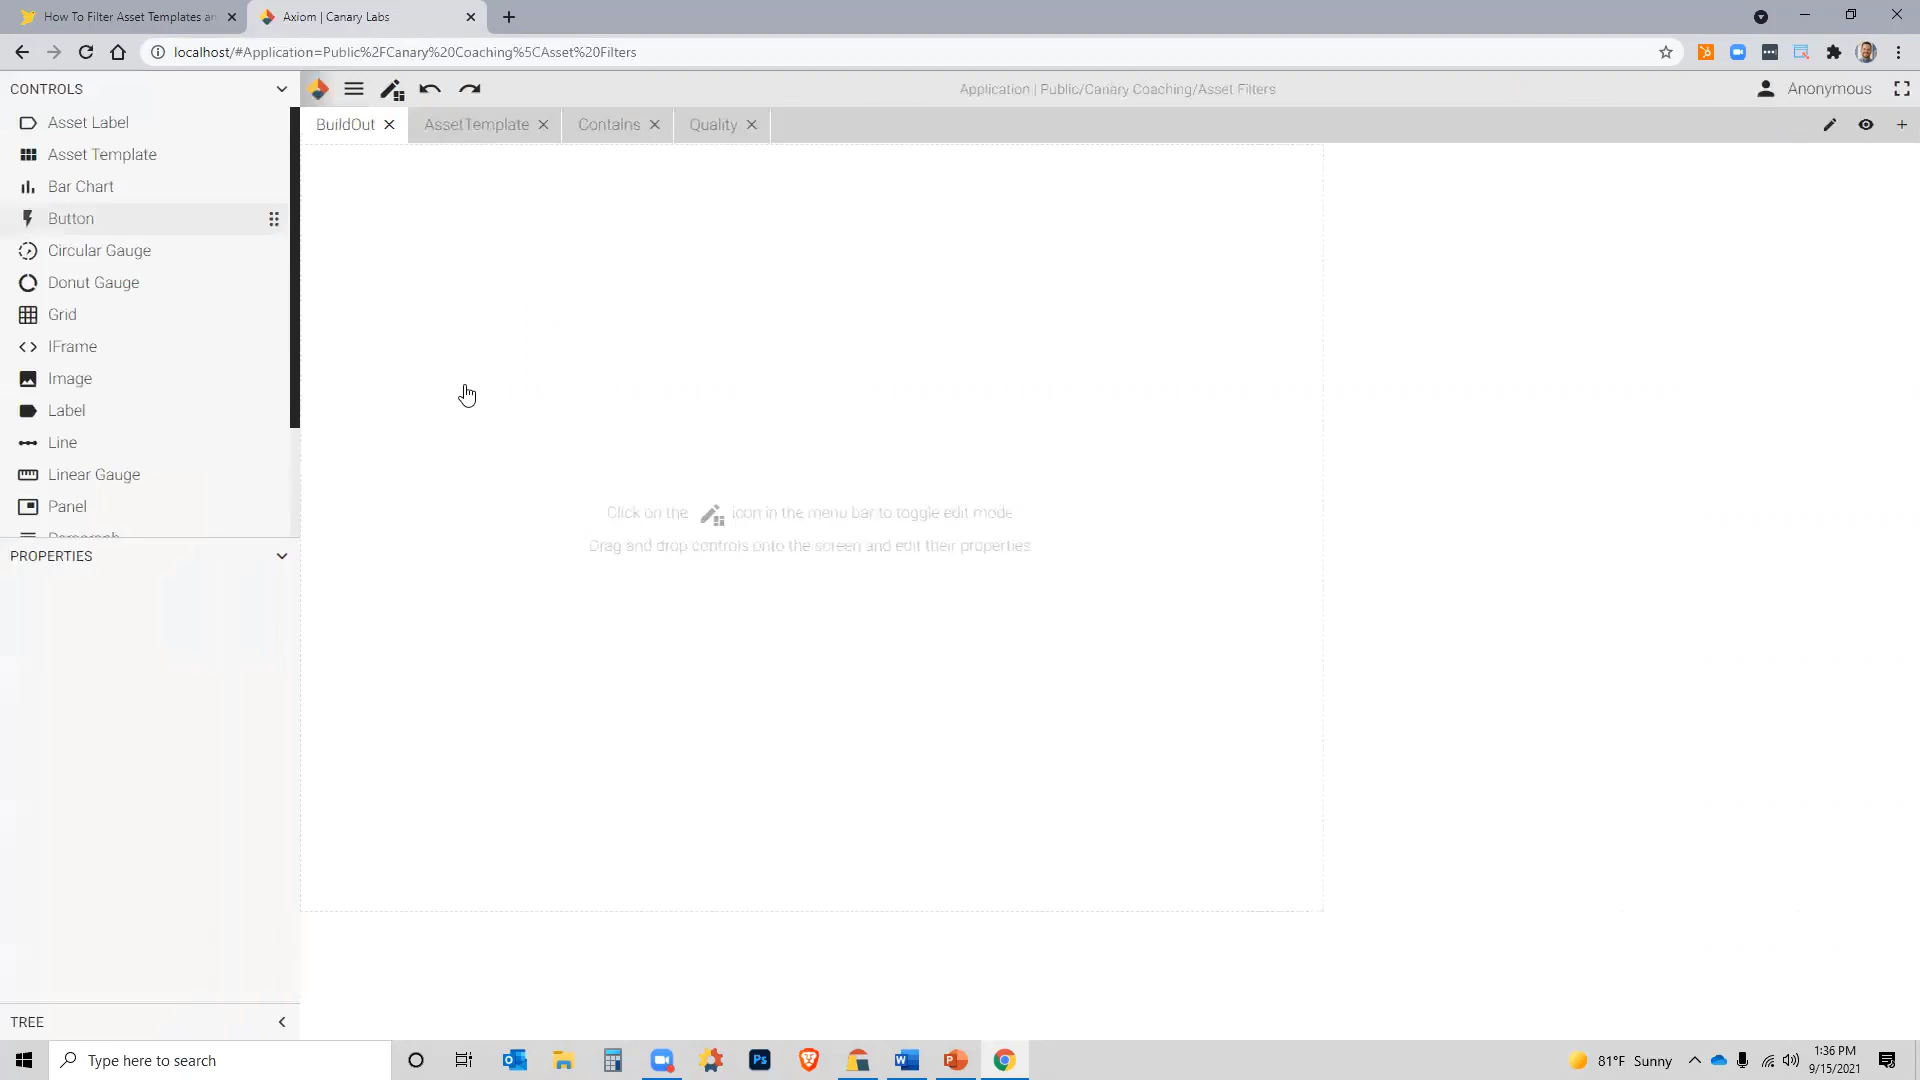 How To Filter Asset Templates an
Axiom | Canary Labs
localhost/#Application=Public%2FCanary%20Coaching%5CAsset%20Filters
CONTROLS
Application | Public/Canary Coaching/Asset Filters
Anonymous
BuildOut
AssetTemplate
Contains
Quality
Asset Label
Asset Template
Bar Chart
Button
Circular Gauge
Donut Gauge
Grid
IFrame
Image
Label
Line
Linear Gauge
Panel
Paragraph
Click on the icon in the menu bar to toggle edit mode
Drag and drop controls onto the screen and edit their properties
PROPERTIES
TREE
Type here to search
Ps
81°F Sunny
1:36 PM
9/15/2021